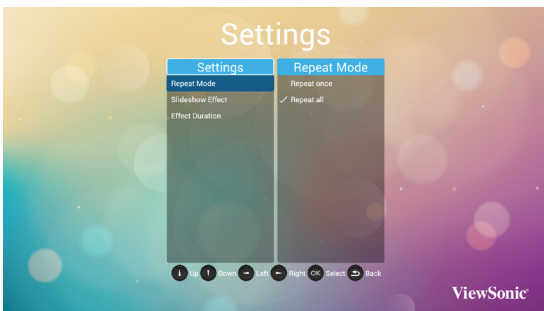 Settings
Settings
Repeat Mode
Repeat Mode
Slideshow Effect
Effect Duration
Repeat once
Repeat all
Up Down Left Right OK Select Back
ViewSonic